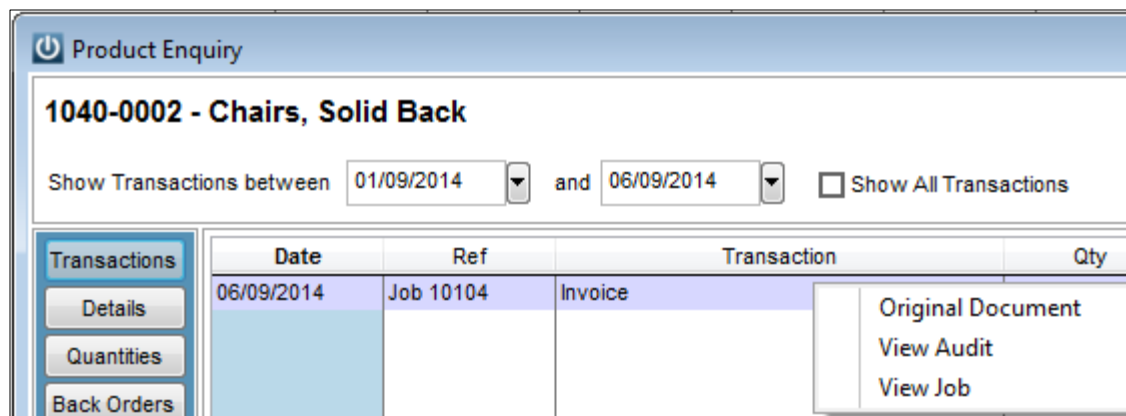 Product Enquiry
1040-0002 - Chairs, Solid Back
Show Transactions between 01/09/2014 and 06/09/2014 Show All Transactions
Transactions Date Ref Transaction Qty
06/09/2014 Job 10104 Invoice
Details
Quantities
Back Orders
Original Document
View Audit
View Job